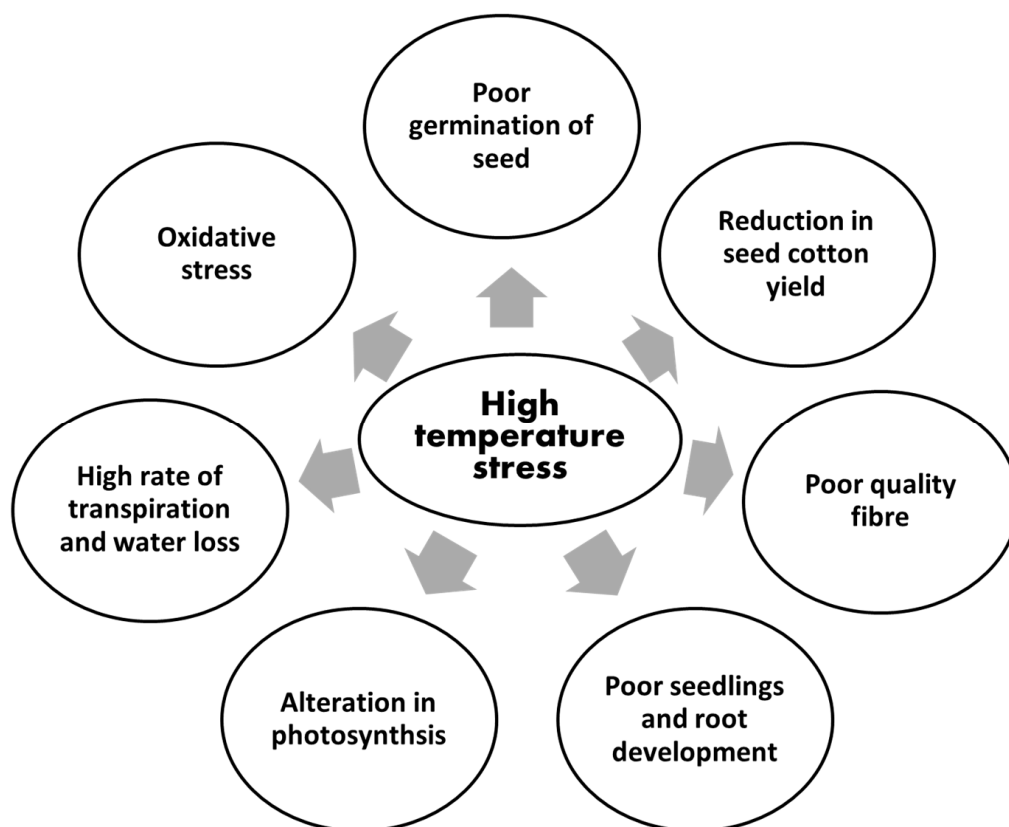 Poor
germination of
seed
Oxidative
stress
Reduction in
seed cotton
yield
High
temperature
stress
High rate of
transpiration
and water loss
Poor quality
fibre
Alteration in
photosynthsis
Poor seedlings
and root
development